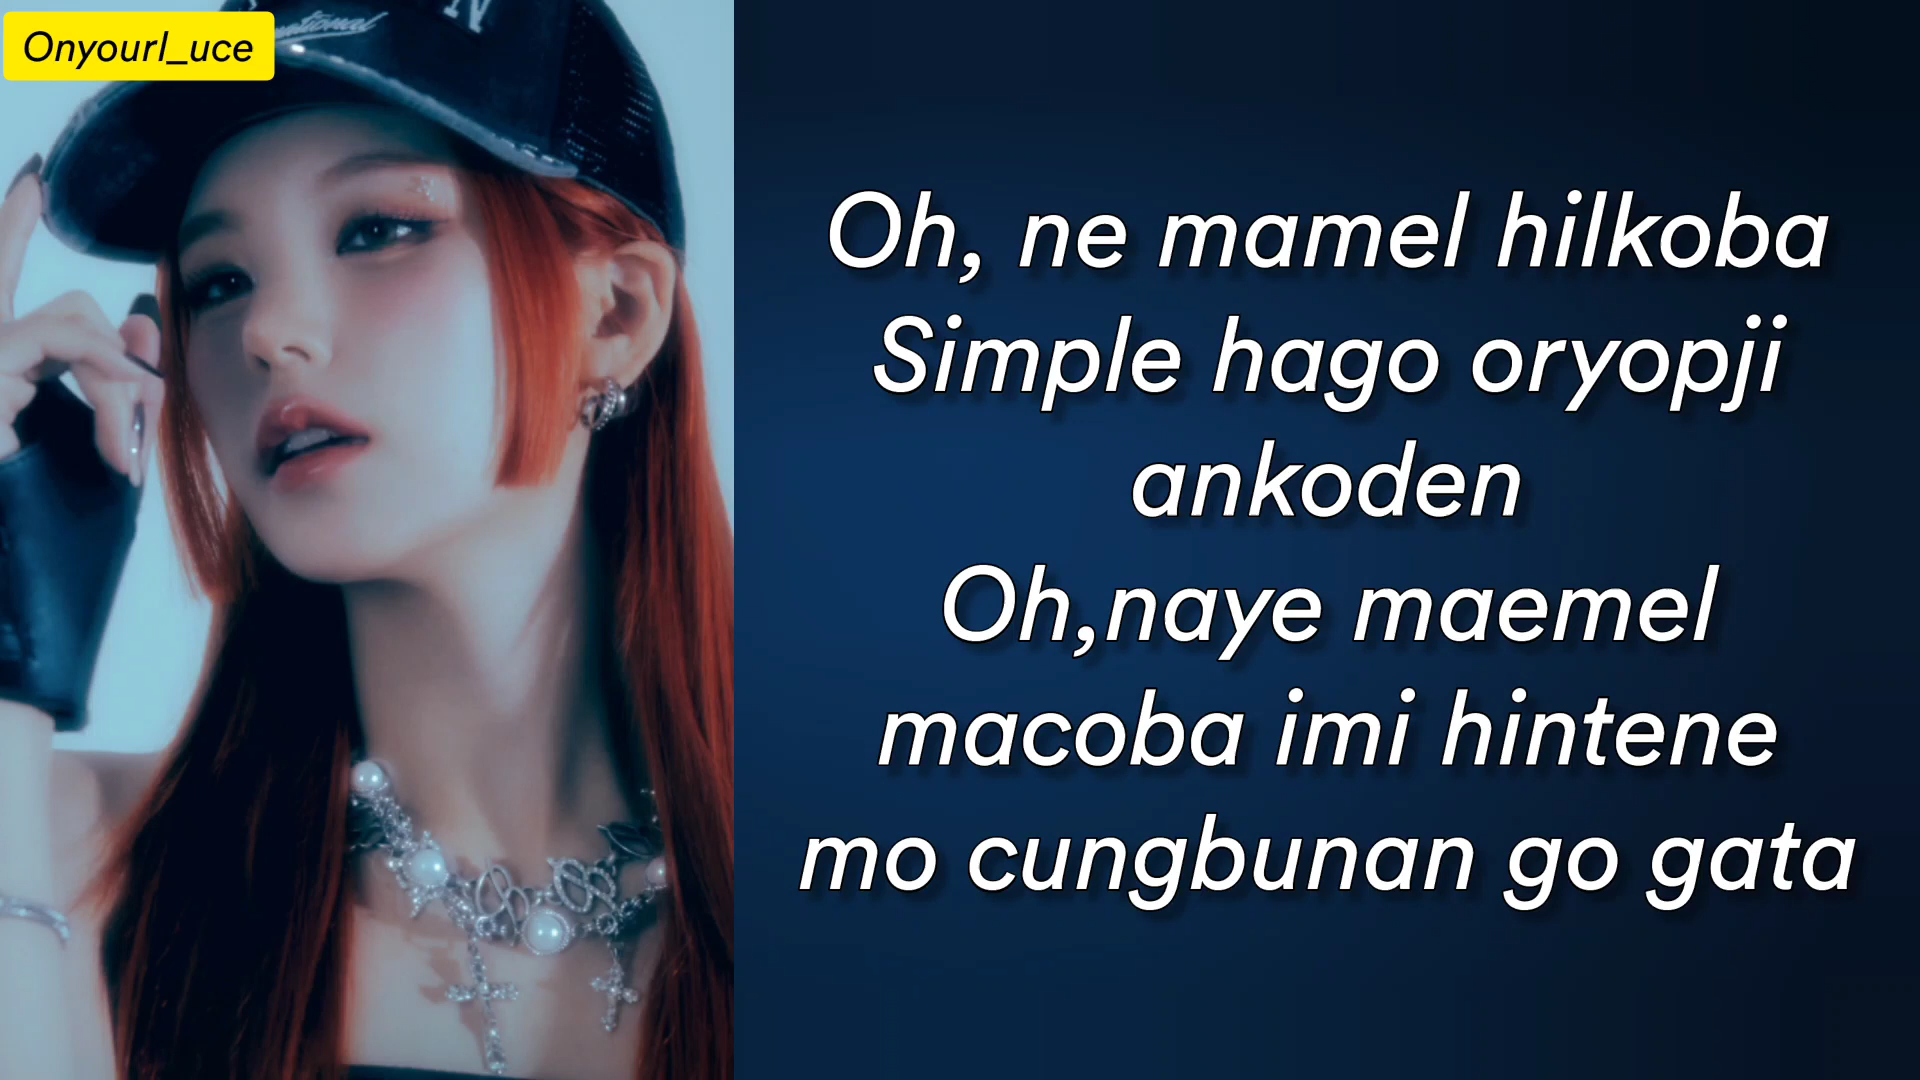 Onyourl_uce
N
national
Oh, ne mamel hilkoba
Simple hago oryopji
ankoden
Oh,naye maemel
macoba imi hintene
mo cungbunan go gata